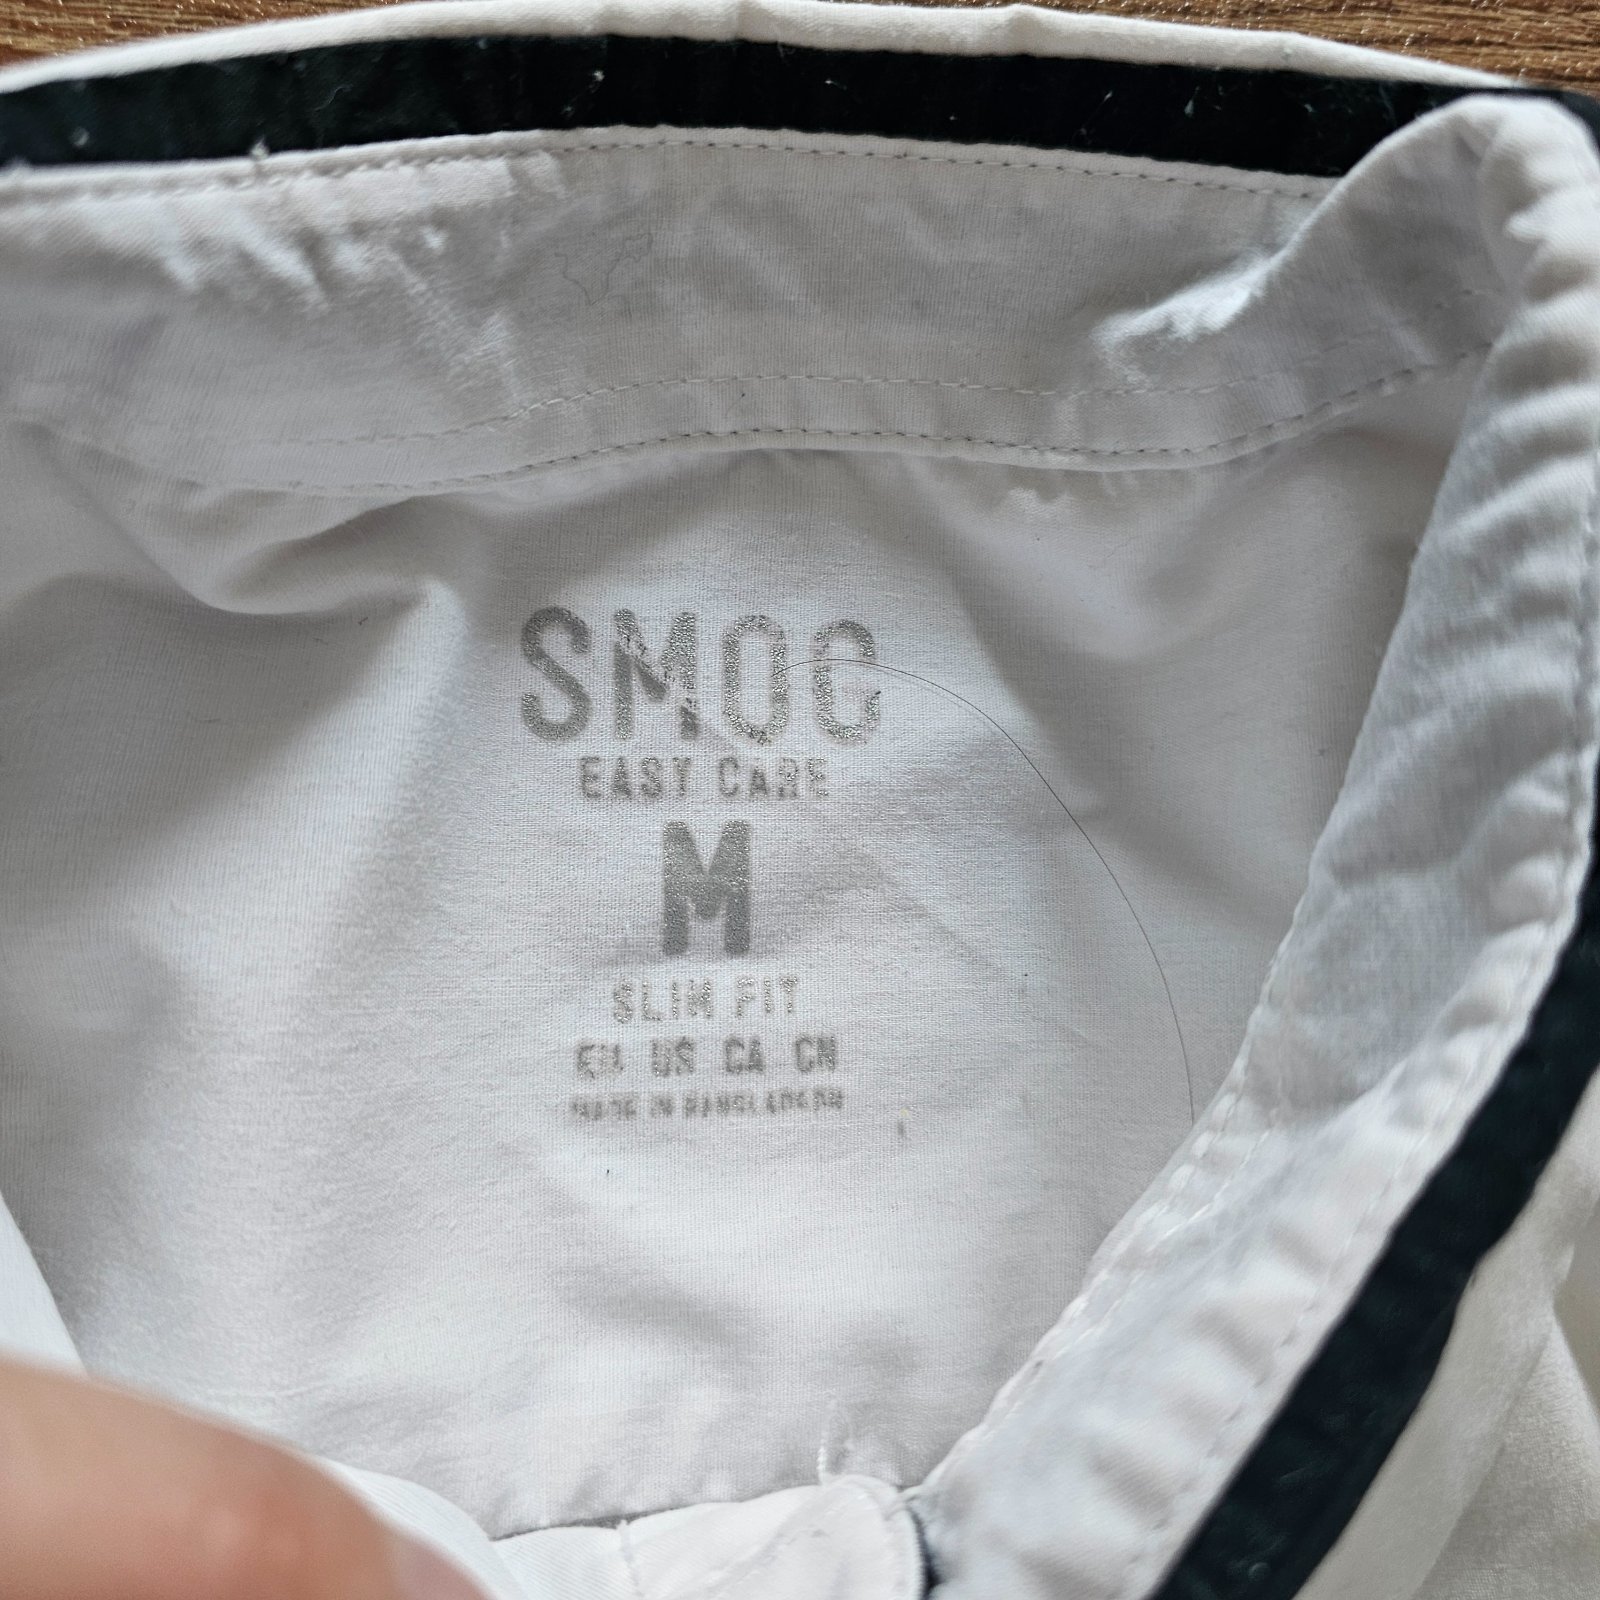 SMOG
EASY CARE
M
SLIM FIT
EU US CA CN
MADE IN BANGLADESH